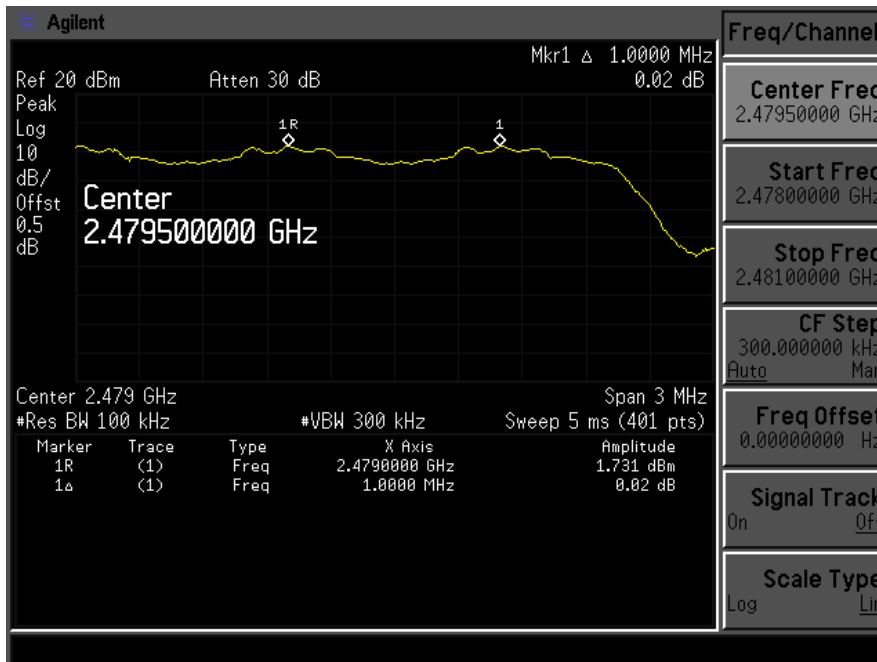 Agilent
Freq/Channel
Mkr1 Δ 1.0000 MHz
Ref 20 dBm Atten 30 dB 0.02 dB
Peak
Log
10
dB/
Offst
0.5
dB
1R
1
Center
2.479500000 GHz
Center 2.479 GHz Span 3 MHz
#Res BW 100 kHz #VBW 300 kHz Sweep 5 ms (401 pts)
Marker Trace Type X Axis Amplitude
1R (1) Freq 2.4790000 GHz 1.731 dBm
1Δ (1) Freq 1.0000 MHz 0.02 dB
Center Freq
2.47950000 GHz
Start Freq
2.47800000 GHz
Stop Freq
2.48100000 GHz
CF Step
300.000000 kHz
Auto Man
Freq Offset
0.00000000 Hz
Signal Track
On Off
Scale Type
Log Lin